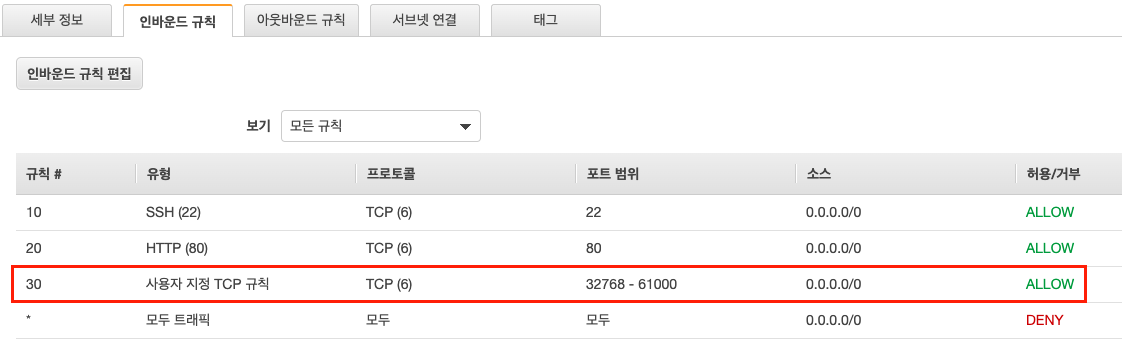 세부 정보 인바운드 규칙 아웃바운드 규칙 서브넷 연결 태그
인바운드 규칙 편집
보기 모든 규칙
규칙 # 유형 프로토콜 포트 범위 소스 허용/거부
10 SSH (22) TCP (6) 22 0.0.0.0/0 ALLOW
20 HTTP (80) TCP (6) 80 0.0.0.0/0 ALLOW
30 사용자 지정 TCP 규칙 TCP (6) 32768 - 61000 0.0.0.0/0 ALLOW
* 모두 트래픽 모두 모두 0.0.0.0/0 DENY